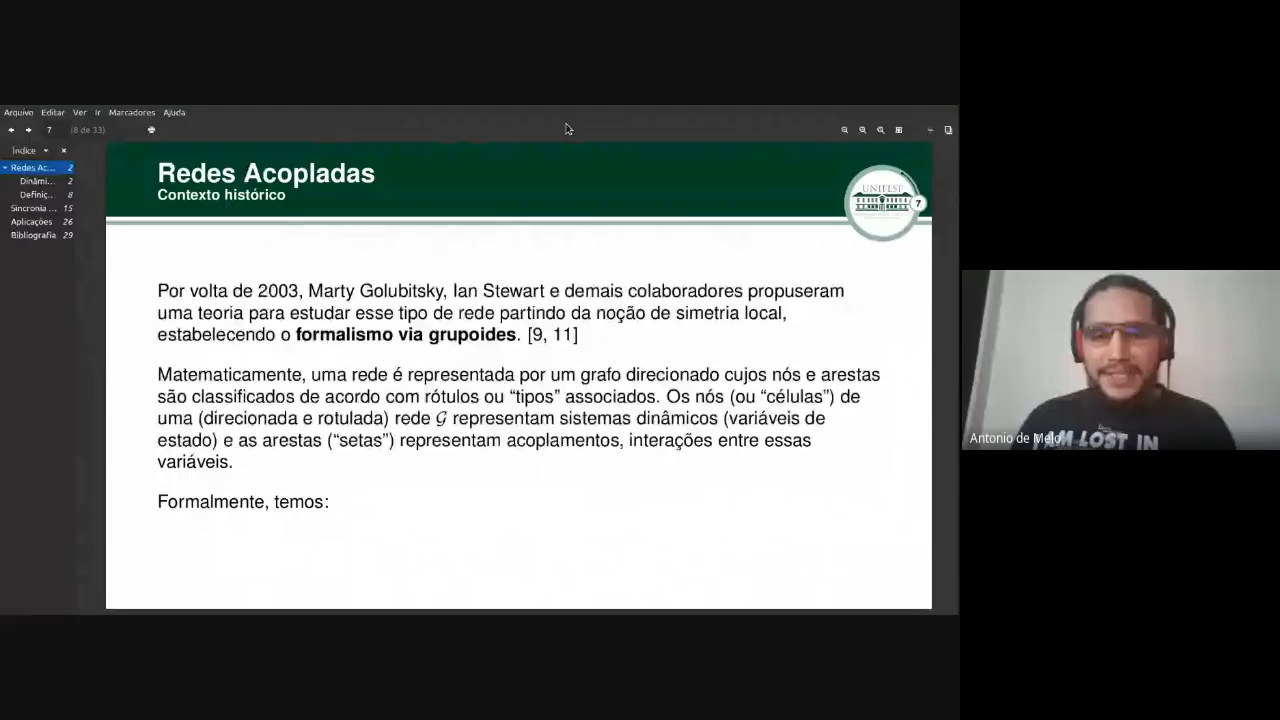 Arquivo Editar Ver Ir Marcadores Ajuda
7 (8 de 33)
Índice
Redes Ac... 2
Dinâmi... 2
Definiç... 8
Sincronia ... 15
Aplicações 26
Bibliografia 29
Redes Acopladas
Contexto histórico
UNIFESP
7
Por volta de 2003, Marty Golubitsky, Ian Stewart e demais colaboradores propuseram
uma teoria para estudar esse tipo de rede partindo da noção de simetria local,
estabelecendo o formalismo via grupoides. [9, 11]
Matematicamente, uma rede é representada por um grafo direcionado cujos nós e arestas
são classificados de acordo com rótulos ou “tipos” associados. Os nós (ou “células”) de
uma (direcionada e rotulada) rede 𝒢 representam sistemas dinâmicos (variáveis de
estado) e as arestas (“setas”) representam acoplamentos, interações entre essas
variáveis.
Formalmente, temos:
Antonio de Melo
I AM LOST IN